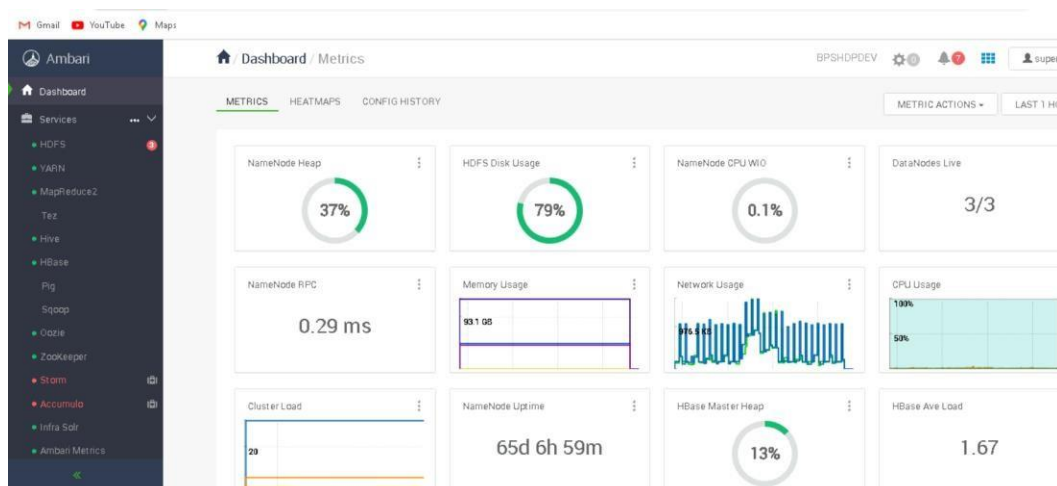 Gmail YouTube Maps
Ambari
Dashboard / Metrics
BPSHDPDEV
0
7
Dashboard
METRICS HEATMAPS CONFIG HISTORY
METRIC ACTIONS
LAST 1 H
Services
HDFS 3
YARN
MapReduce2
Tez
Hive
HBase
Pig
Sqoop
Oozie
ZooKeeper
Storm
Accumulo
Infra Solr
Ambari Metrics
NameNode Heap
37%
HDFS Disk Usage
79%
NameNode CPU WIO
0.1%
DataNodes Live
3/3
NameNode RPC
0.29 ms
Memory Usage
93.1 GB
Network Usage
976.5 KB
CPU Usage
100%
50%
Cluster Load
20
NameNode Uptime
65d 6h 59m
HBase Master Heap
13%
HBase Ave Load
1.67